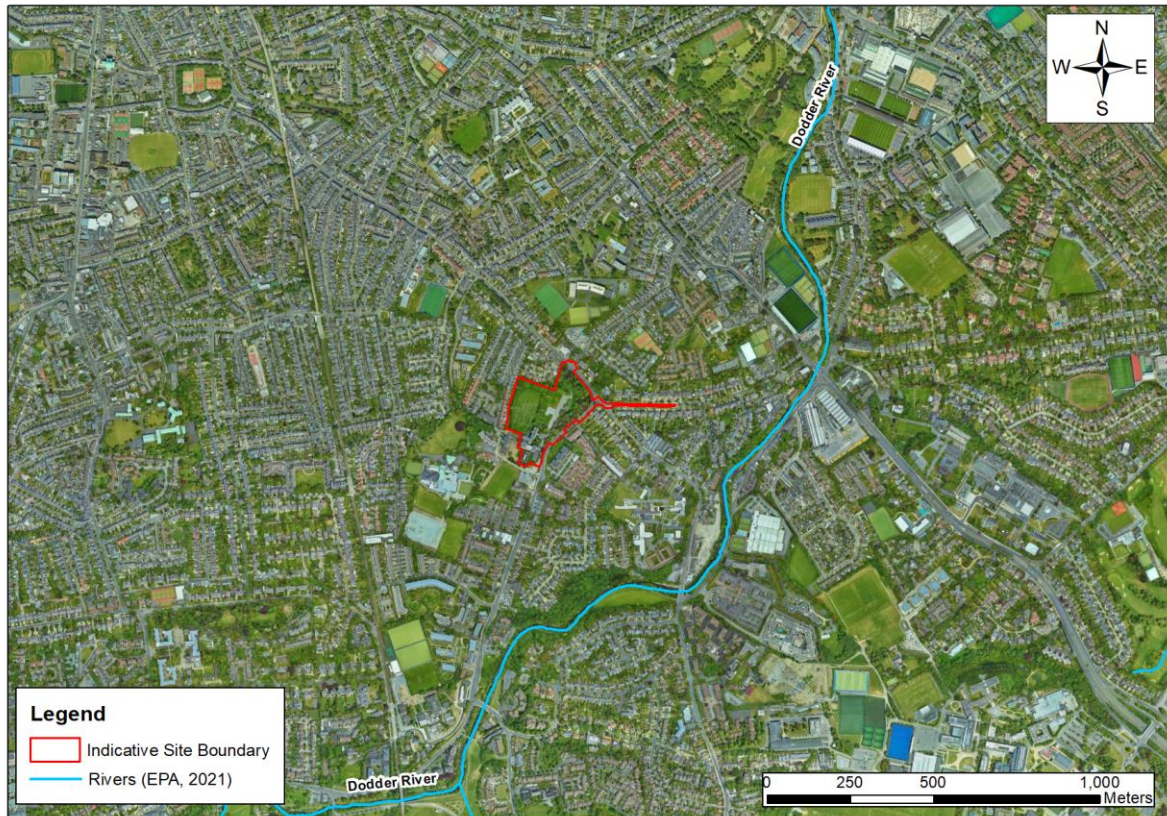 N
W E
S
Dodder River
Dodder River
Legend
Indicative Site Boundary
Rivers (EPA, 2021)
0 250 500 1,000
Meters